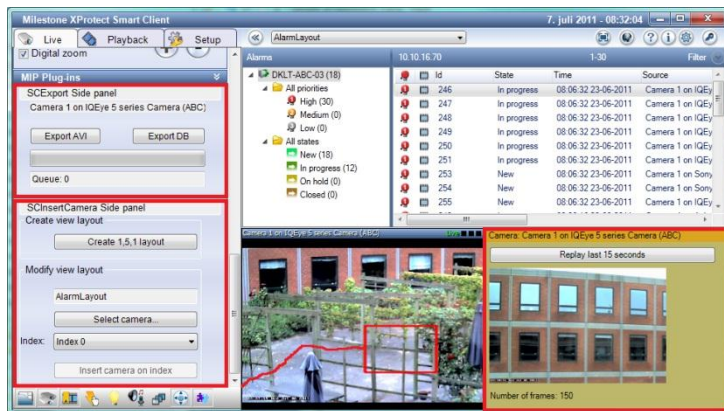 Milestone XProtect Smart Client
7. juli 2011 - 08:32:04
Live
Playback
Setup
AlarmLayout
Digital zoom
MIP Plug-ins
SCExport Side panel
Camera 1 on IQEye 5 series Camera (ABC)
Export AVI
Export DB
Queue: 0
SCInsertCamera Side panel
Create view layout
Create 1,5,1 layout
Modify view layout
AlarmLayout
Select camera...
Index: Index 0
Insert camera on index
Alarms
10.10.16.70
1-30
Filter
DKLT-ABC-03 (18)
All priorities
High (30)
Medium (0)
Low (0)
All states
New (18)
In progress (12)
On hold (0)
Closed (0)
Id State Time Source
246 In progress 08:06:32 23-06-2011 Camera 1 on IQEy
247 In progress 08:06:32 23-06-2011 Camera 1 on IQEy
248 In progress 08:06:32 23-06-2011 Camera 1 on IQEy
249 In progress 08:06:32 23-06-2011 Camera 1 on IQEy
250 In progress 08:06:32 23-06-2011 Camera 1 on IQEy
251 In progress 08:06:32 23-06-2011 Camera 1 on IQEy
253 New 08:06:32 23-06-2011 Camera 1 on Sony
254 New 08:06:32 23-06-2011 Camera 1 on Sony
255 New 08:06:32 23-06-2011 Camera 1 on IQEy
Camera 1 on IQEye 5 series Camera (ABC)
Live
Camera: Camera 1 on IQEye 5 series Camera (ABC)
Replay last 15 seconds
Number of frames: 150